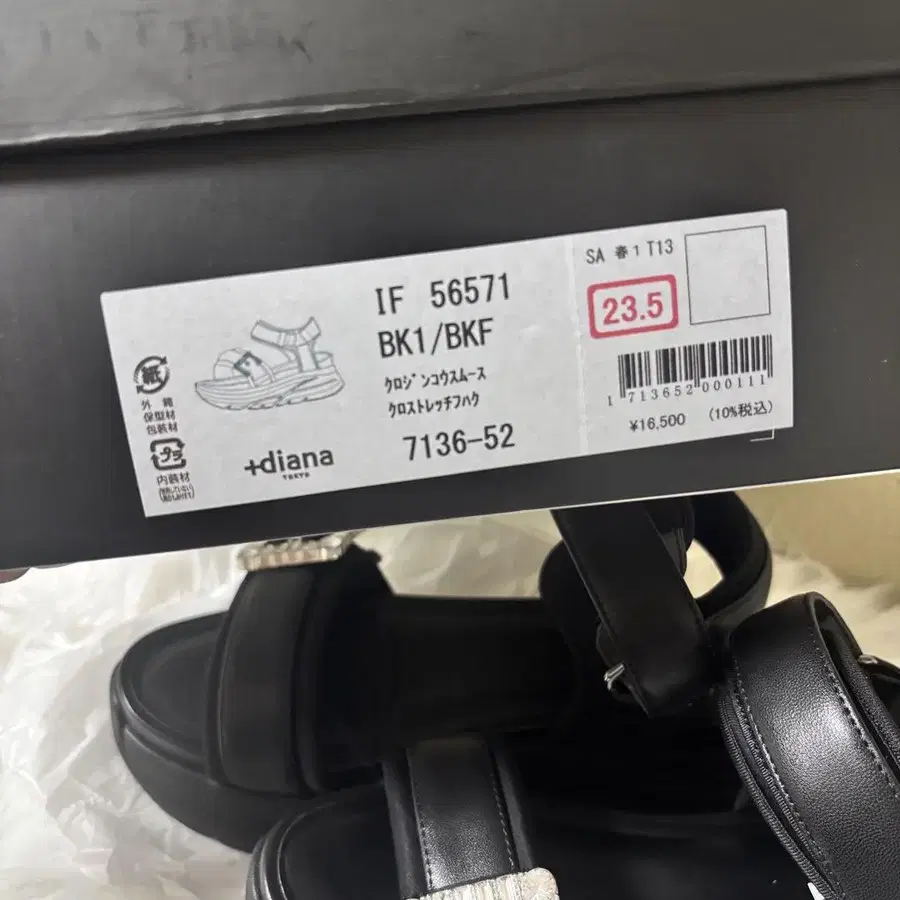 IF 56571
BK1/BKF
クロジンコウスムース
クロストレッチフハク
7136-52
+diana
TOKYO
紙
外 箱
保型材
包装材
プラ
内装材
SA 春1 T13
23.5
1 713652 000111
¥16,500 (10%税込)